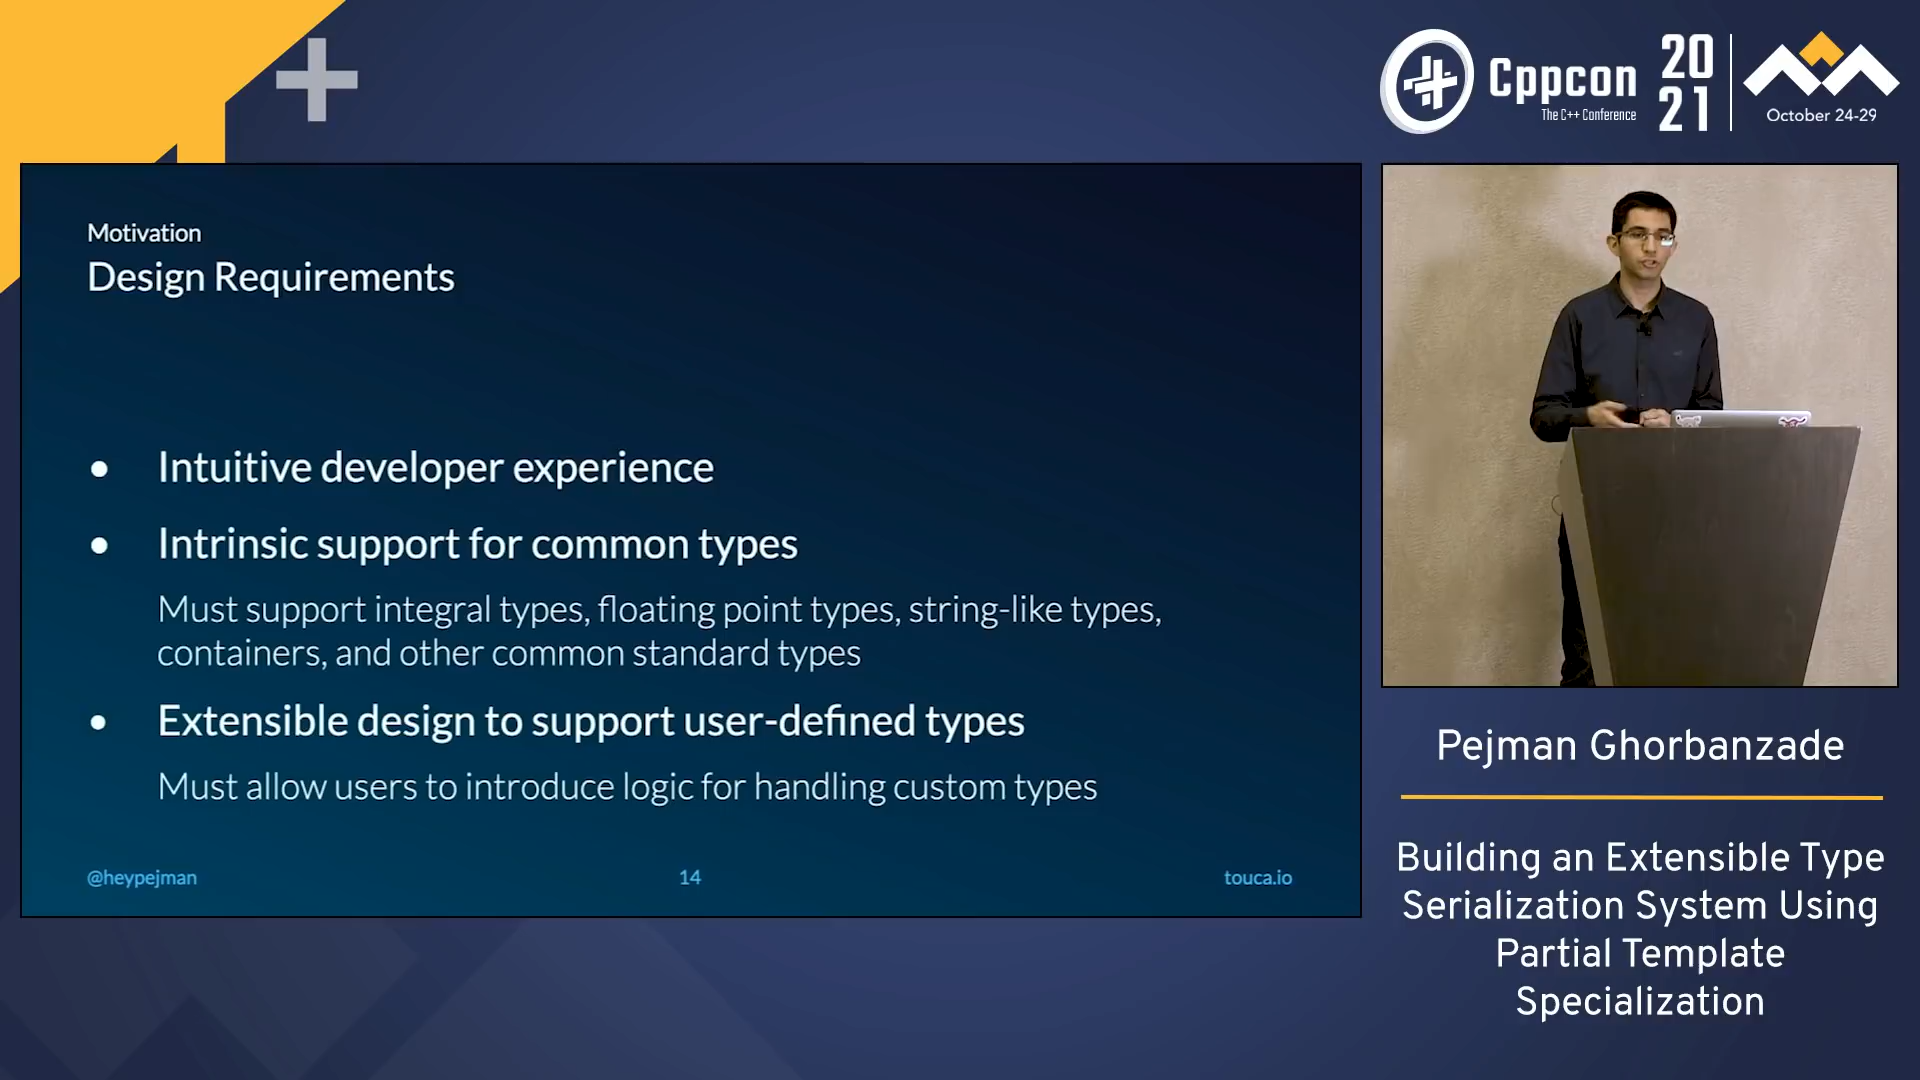 Cppcon
The C++ Conference
20
21
October 24-29
Motivation
Design Requirements
● Intuitive developer experience
● Intrinsic support for common types
Must support integral types, floating point types, string-like types,
containers, and other common standard types
● Extensible design to support user-defined types
Must allow users to introduce logic for handling custom types
@heypejman
14
touca.io
Pejman Ghorbanzade
Building an Extensible Type
Serialization System Using
Partial Template
Specialization